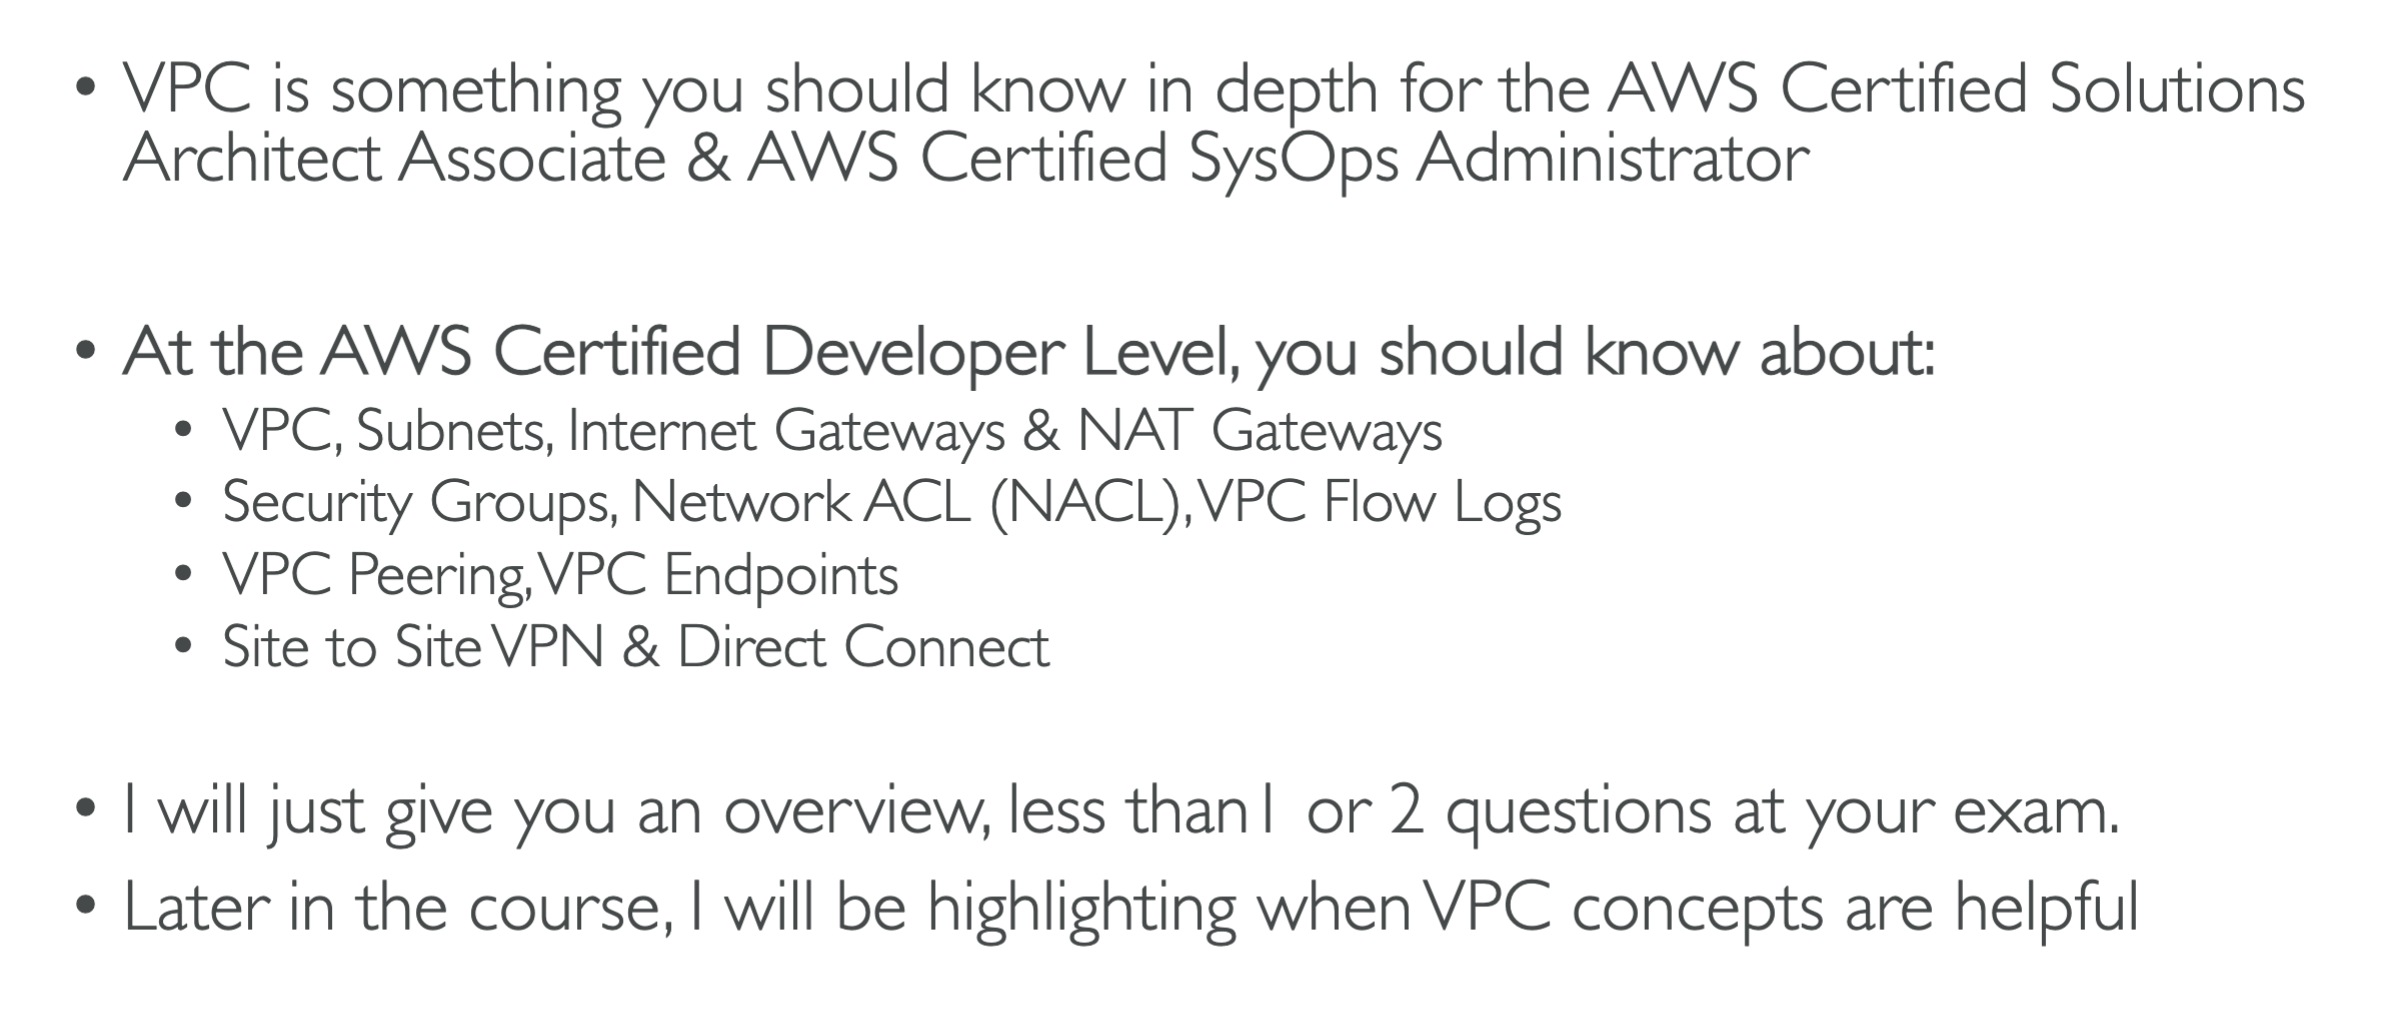 • VPC is something you should know in depth for the AWS Certified Solutions
Architect Associate & AWS Certified SysOps Administrator
• At the AWS Certified Developer Level, you should know about:
• VPC, Subnets, Internet Gateways & NAT Gateways
• Security Groups, Network ACL (NACL), VPC Flow Logs
• VPC Peering, VPC Endpoints
• Site to Site VPN & Direct Connect
• I will just give you an overview, less than 1 or 2 questions at your exam.
• Later in the course, I will be highlighting when VPC concepts are helpful